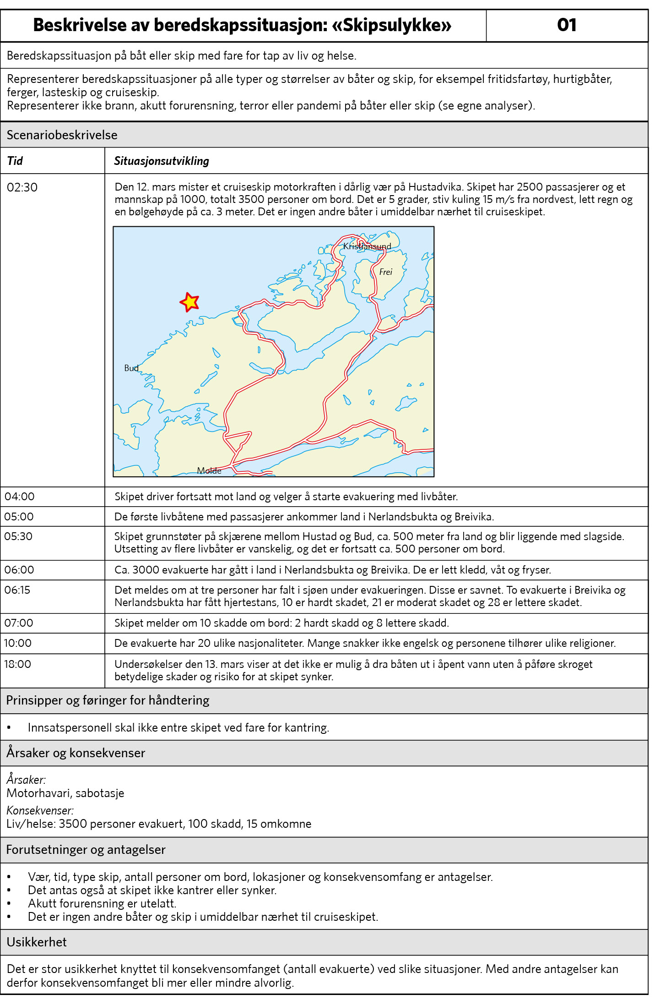 Beskrivelse av beredskapssituasjon: «Skipsulykke»
01
Beredskapssituasjon på båt eller skip med fare for tap av liv og helse.
Representerer beredskapssituasjoner på alle typer og størrelser av båter og skip, for eksempel fritidsfartøy, hurtigbåter,
ferger, lasteskip og cruiseskip.
Representerer ikke brann, akutt forurensning, terror eller pandemi på båter eller skip (se egne analyser).
Scenariobeskrivelse
Tid
Situasjonsutvikling
02:30
Den 12. mars mister et cruiseskip motorkraften i dårlig vær på Hustadvika. Skipet har 2500 passasjerer og et
mannskap på 1000, totalt 3500 personer om bord. Det er 5 grader, stiv kuling 15 m/s fra nordvest, lett regn og
en bølgehøyde på ca. 3 meter. Det er ingen andre båter i umiddelbar nærhet til cruiseskipet.
Kristiansund
Frei
Bud
Molde
04:00
Skipet driver fortsatt mot land og velger å starte evakuering med livbåter.
05:00
De første livbåtene med passasjerer ankommer land i Nerlandsbukta og Breivika.
05:30
Skipet grunnstøter på skjærene mellom Hustad og Bud, ca. 500 meter fra land og blir liggende med slagside.
Utsetting av flere livbåter er vanskelig, og det er fortsatt ca. 500 personer om bord.
06:00
Ca. 3000 evakuerte har gått i land i Nerlandsbukta og Breivika. De er lett kledd, våt og fryser.
06:15
Det meldes om at tre personer har falt i sjøen under evakueringen. Disse er savnet. To evakuerte i Breivika og
Nerlandsbukta har fått hjertestans, 10 er hardt skadet, 21 er moderat skadet og 28 er lettere skadet.
07:00
Skipet melder om 10 skadde om bord: 2 hardt skadd og 8 lettere skadd.
10:00
De evakuerte har 20 ulike nasjonaliteter. Mange snakker ikke engelsk og personene tilhører ulike religioner.
18:00
Undersøkelser den 13. mars viser at det ikke er mulig å dra båten ut i åpent vann uten å påføre skroget
betydelige skader og risiko for at skipet synker.
Prinsipper og føringer for håndtering
• Innsatspersonell skal ikke entre skipet ved fare for kantring.
Årsaker og konsekvenser
Årsaker:
Motorhavari, sabotasje
Konsekvenser:
Liv/helse: 3500 personer evakuert, 100 skadd, 15 omkomne
Forutsetninger og antagelser
• Vær, tid, type skip, antall personer om bord, lokasjoner og konsekvensomfang er antagelser.
• Det antas også at skipet ikke kantrer eller synker.
• Akutt forurensning er utelatt.
• Det er ingen andre båter og skip i umiddelbar nærhet til cruiseskipet.
Usikkerhet
Det er stor usikkerhet knyttet til konsekvensomfanget (antall evakuerte) ved slike situasjoner. Med andre antagelser kan
derfor konsekvensomfanget bli mer eller mindre alvorlig.